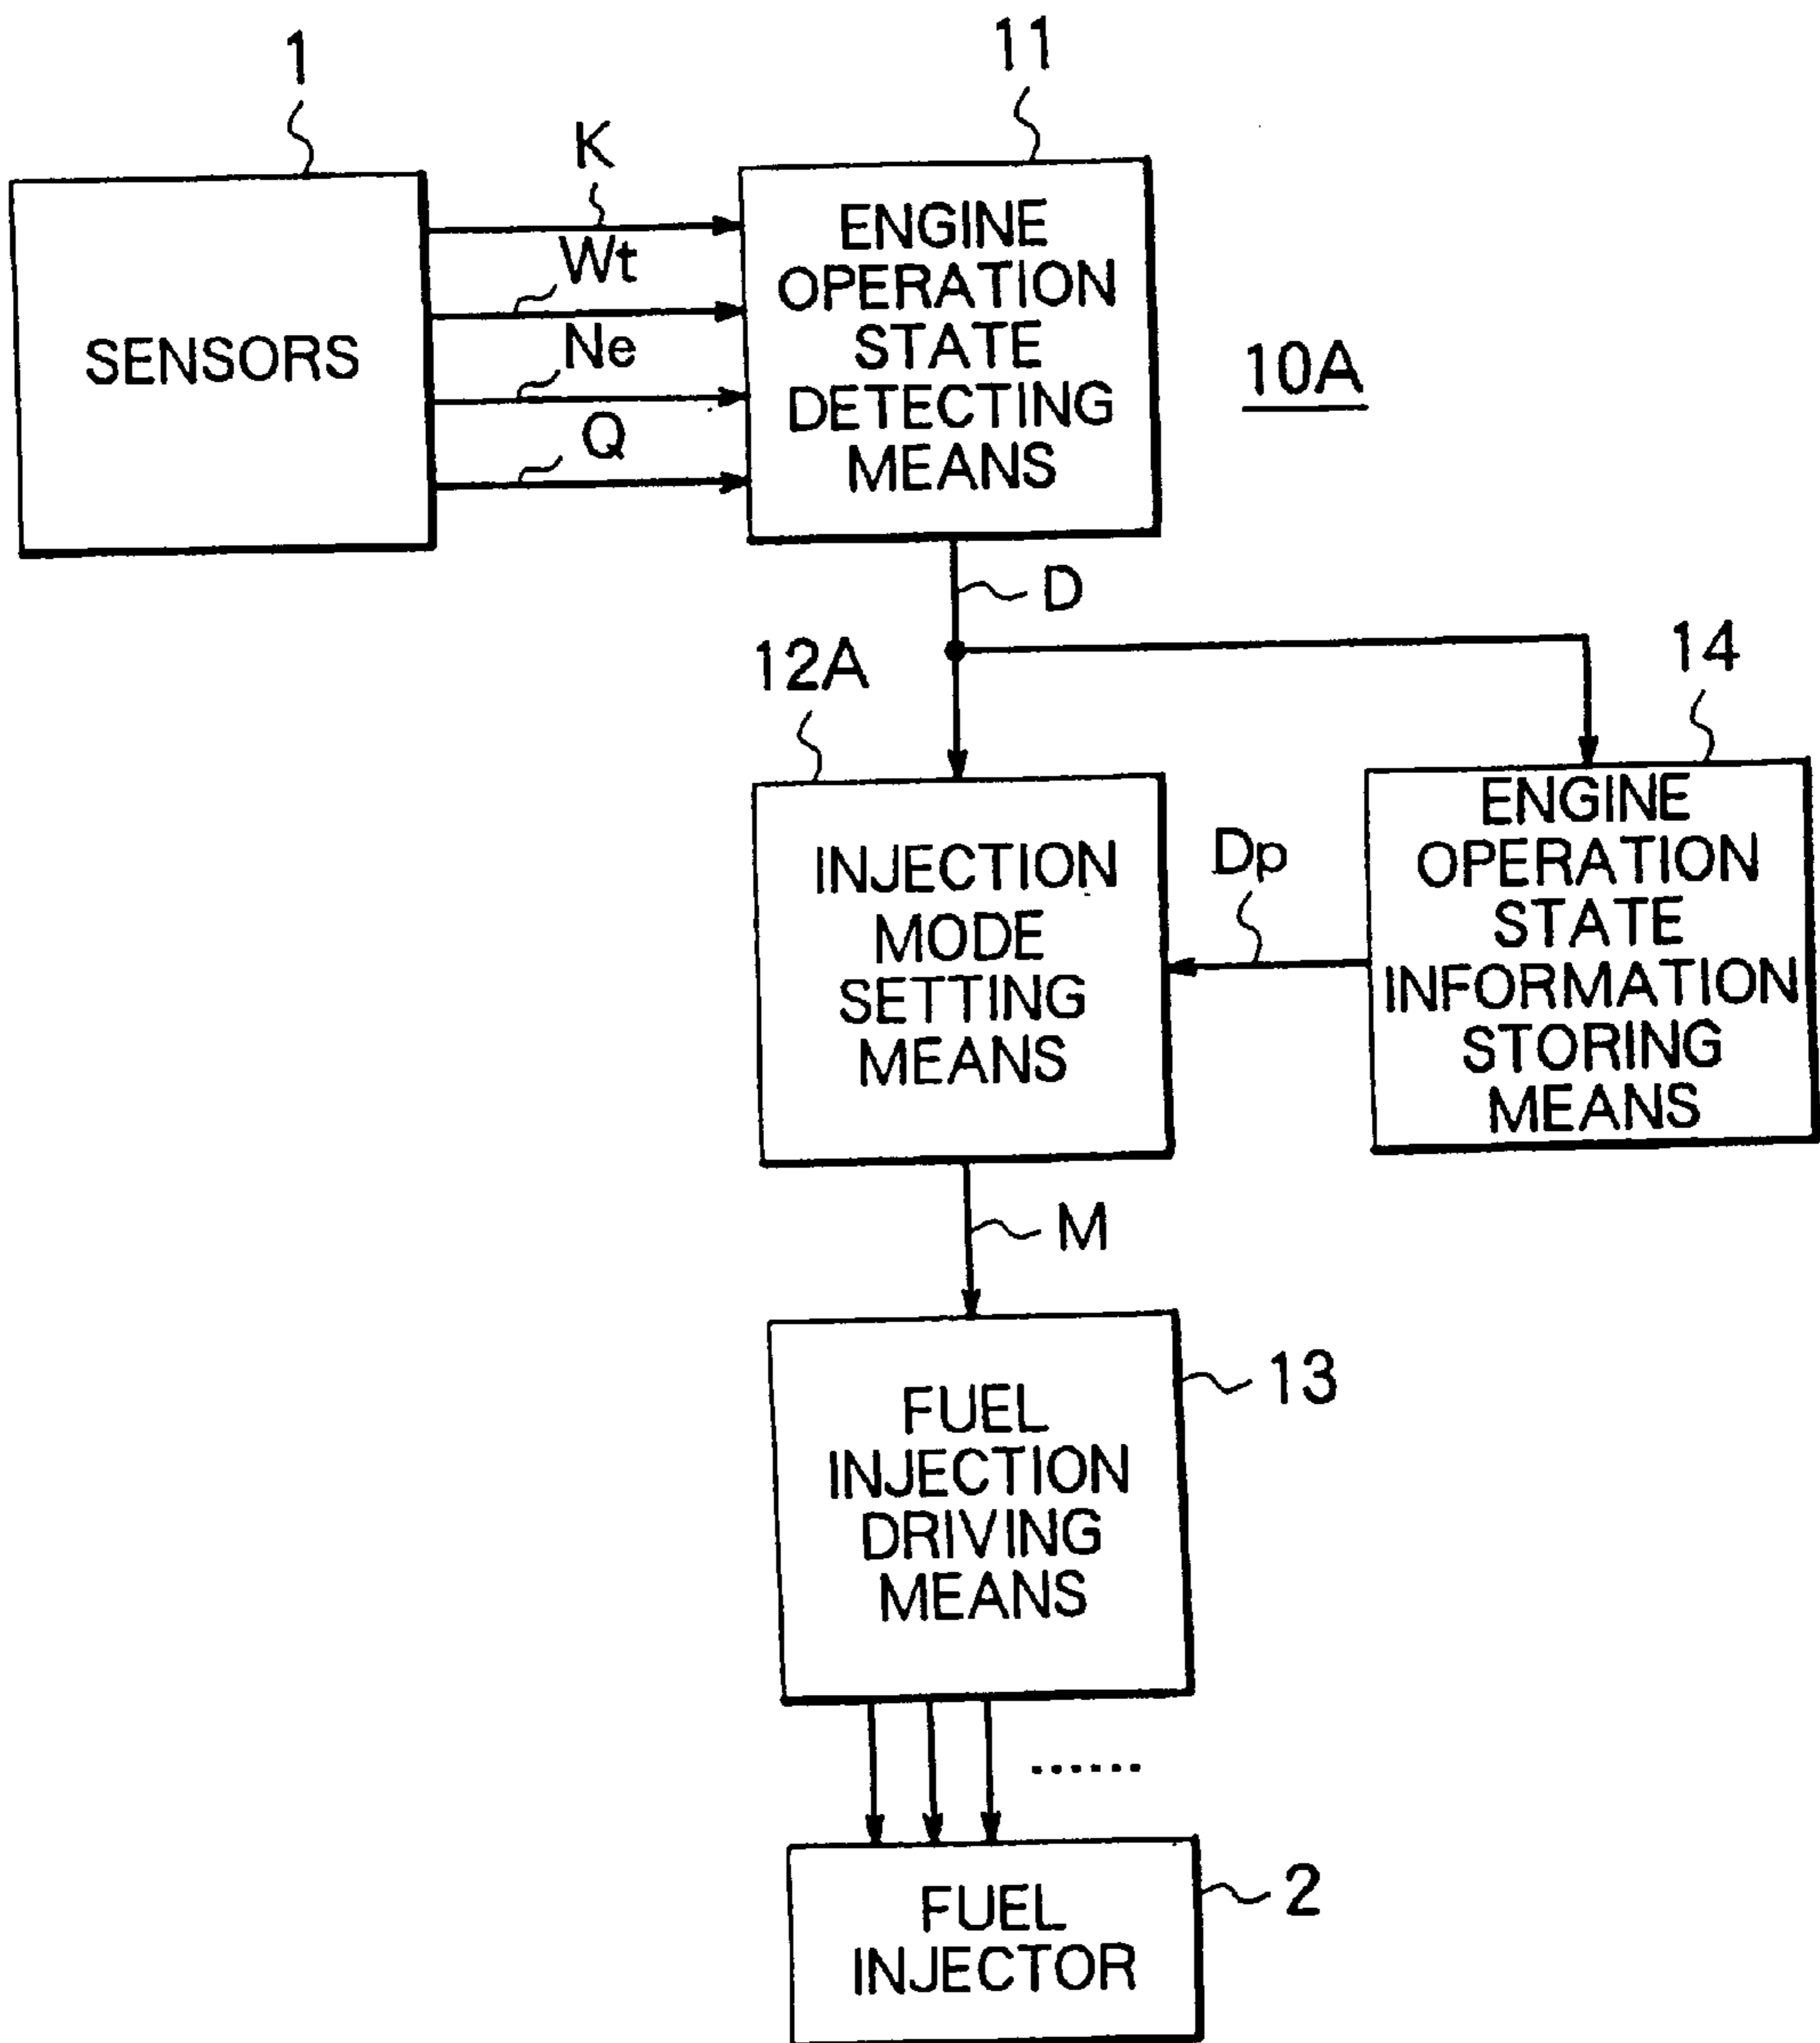 1
11
K
Wt
Ne
Q
SENSORS
ENGINE
OPERATION
STATE
DETECTING
MEANS
10A
D
12A
14
INJECTION
MODE
SETTING
MEANS
Dp
ENGINE
OPERATION
STATE
INFORMATION
STORING
MEANS
M
FUEL
INJECTION
DRIVING
MEANS
13
......
FUEL
INJECTOR
2